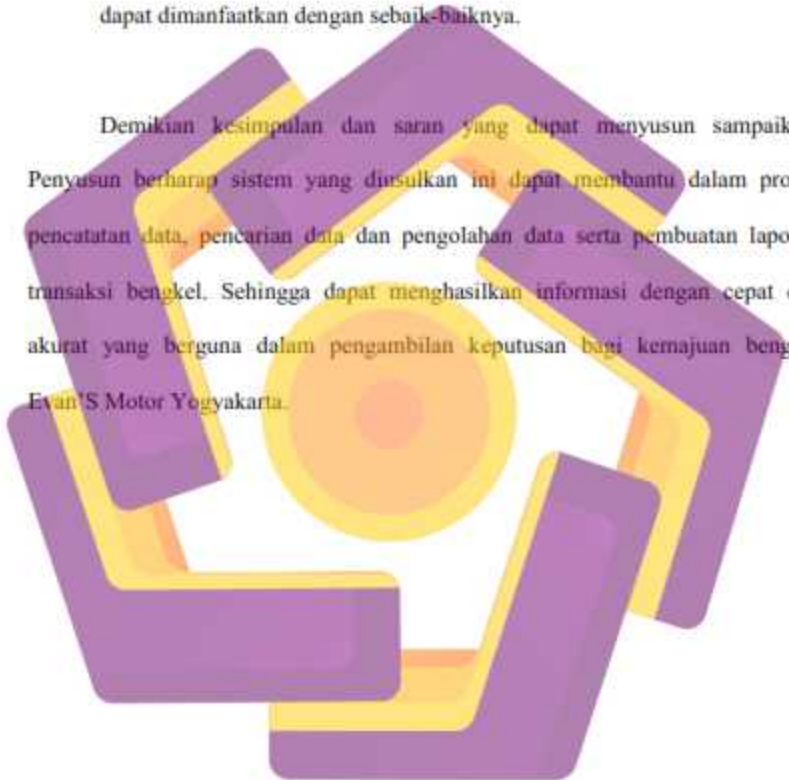 dapat dimanfaatkan dengan sebaik-baiknya.
Demikian kesimpulan dan saran yang dapat menyusun sampaik
Penyusun berharap sistem yang diusulkan ini dapat membantu dalam pro
pencatatan data, pencarian data dan pengolahan data serta pembuatan lapo
transaksi bengkel. Sehingga dapat menghasilkan informasi dengan cepat
akurat yang berguna dalam pengambilan keputusan bagi kemajuan beng
Evan'S Motor Yogyakarta.